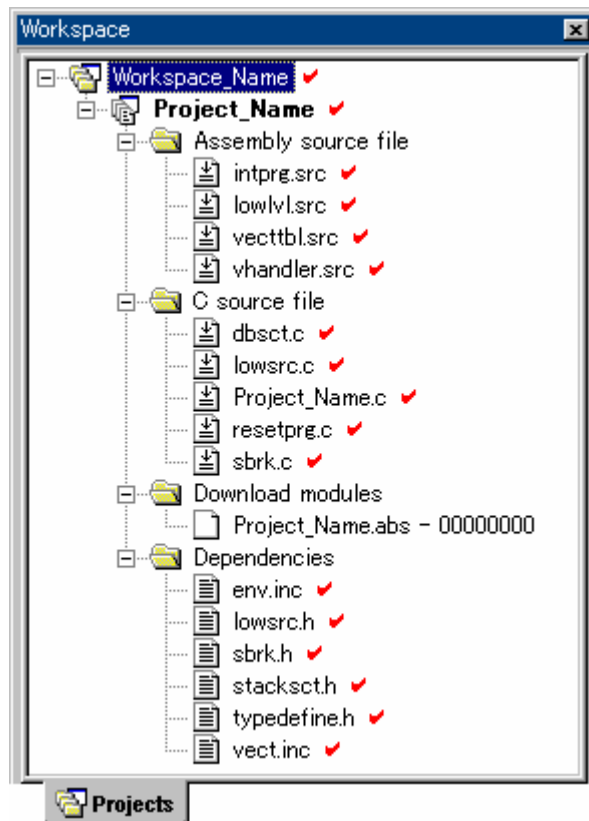 Workspace
Workspace_Name
Project_Name
Assembly source file
intprg.src
lowlvl.src
vecttbl.src
vhandler.src
C source file
dbsct.c
lowsrc.c
Project_Name.c
resetprg.c
sbrk.c
Download modules
Project_Name.abs - 00000000
Dependencies
env.inc
lowsrc.h
sbrk.h
stacksct.h
typedefine.h
vect.inc
Projects